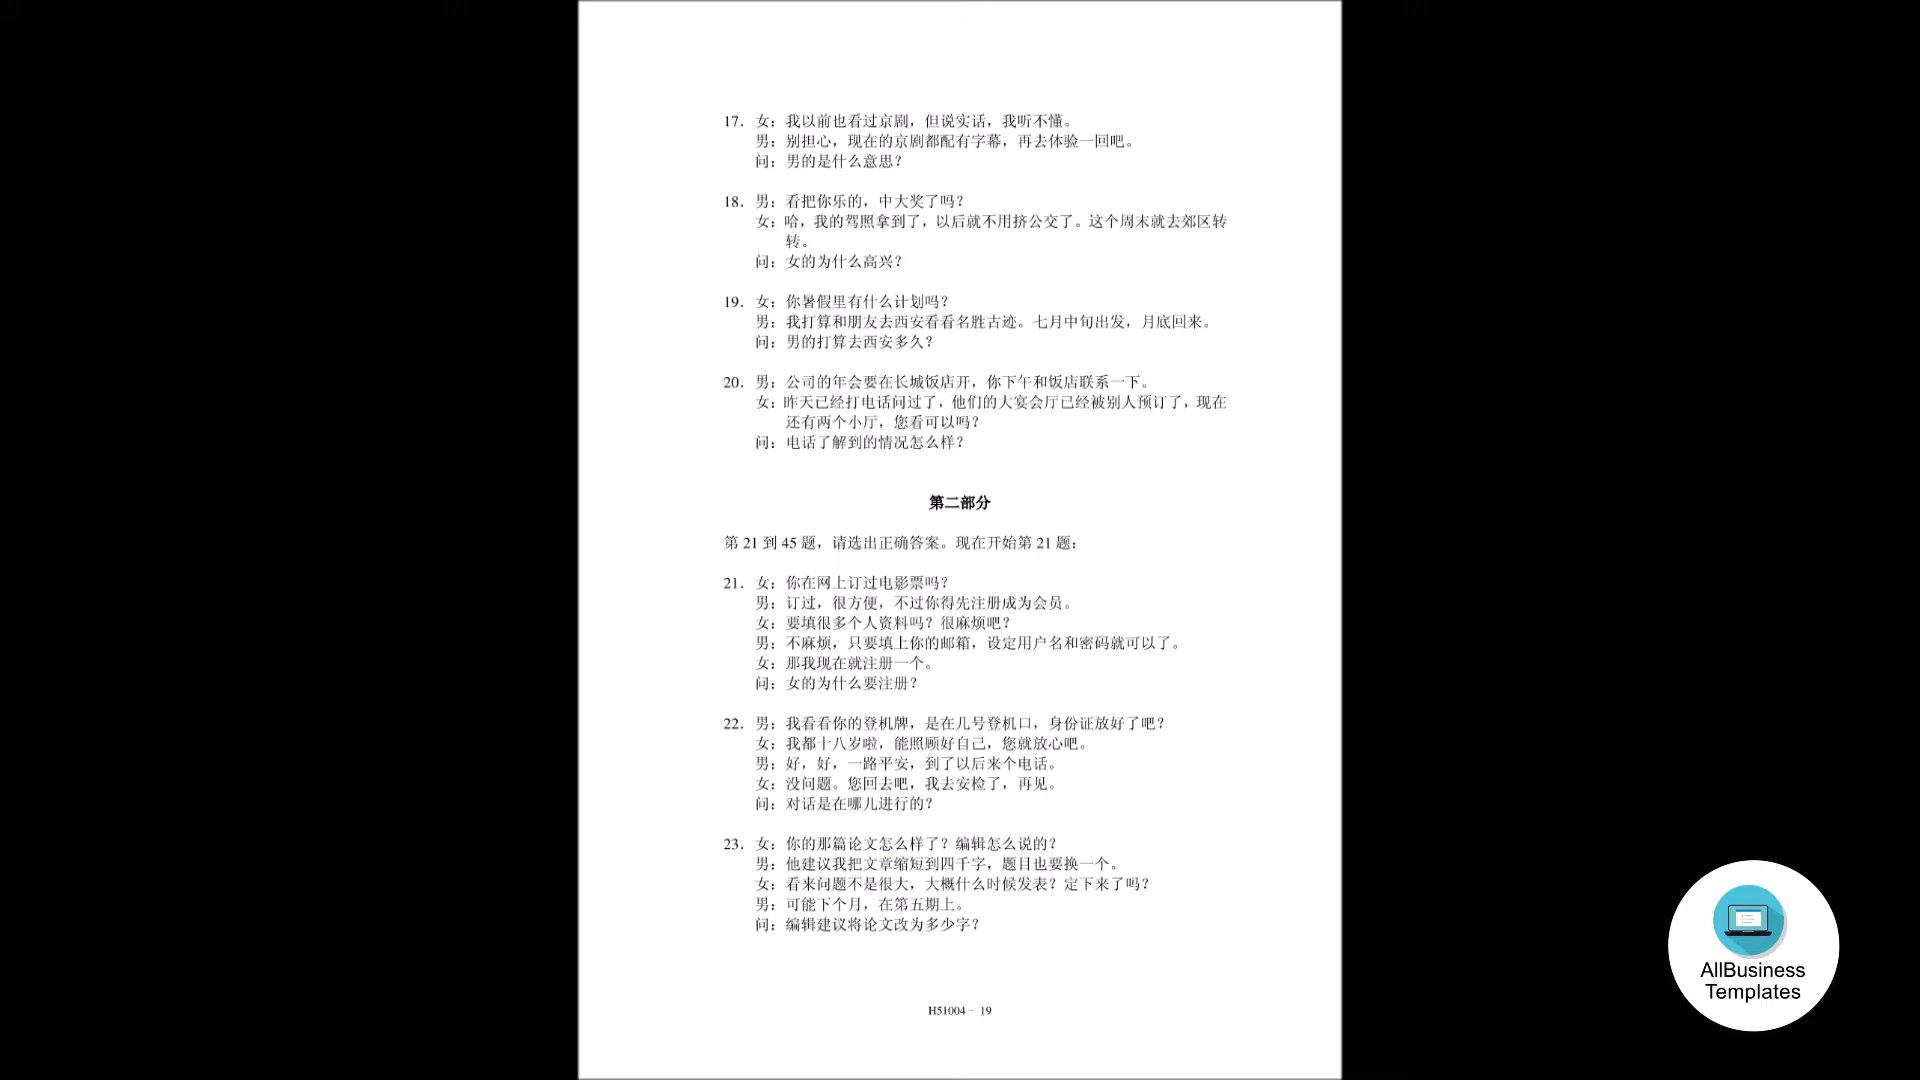 17. 女：我以前也看过京剧，但说实话，我听不懂。
男：别担心，现在的京剧都配有字幕，再去体验一回吧。
问：男的是什么意思？
18. 男：看把你乐的，中大奖了吗？
女：哈，我的驾照拿到了，以后就不用挤公交了。这个周末就去郊区转
转。
问：女的为什么高兴？
19. 女：你暑假里有什么计划吗？
男：我打算和朋友去西安看看名胜古迹。七月中旬出发，月底回来。
问：男的打算去西安多久？
20. 男：公司的年会要在长城饭店开，你下午和饭店联系一下。
女：昨天已经打电话问过了，他们的大宴会厅已经被别人预订了，现在
还有两个小厅，您看可以吗？
问：电话了解到的情况怎么样？
第二部分
第 21 到 45 题，请选出正确答案。现在开始第 21 题：
21. 女：你在网上订过电影票吗？
男：订过，很方便，不过你得先注册成为会员。
女：要填很多个人资料吗？很麻烦吧？
男：不麻烦，只要填上你的邮箱，设定用户名和密码就可以了。
女：那我现在就注册一个。
问：女的为什么要注册？
22. 男：我看看你的登机牌，是在几号登机口，身份证放好了吧？
女：我都十八岁啦，能照顾好自己，您就放心吧。
男：好，好，一路平安，到了以后来个电话。
女：没问题。您回去吧，我去安检了，再见。
问：对话是在哪儿进行的？
23. 女：你的那篇论文怎么样了？编辑怎么说的？
男：他建议我把文章缩短到四千字，题目也要换一个。
女：看来问题不是很大，大概什么时候发表？定下来了吗？
男：可能下个月，在第五期上。
问：编辑建议将论文改为多少字？
H51004 - 19
AllBusiness
Templates